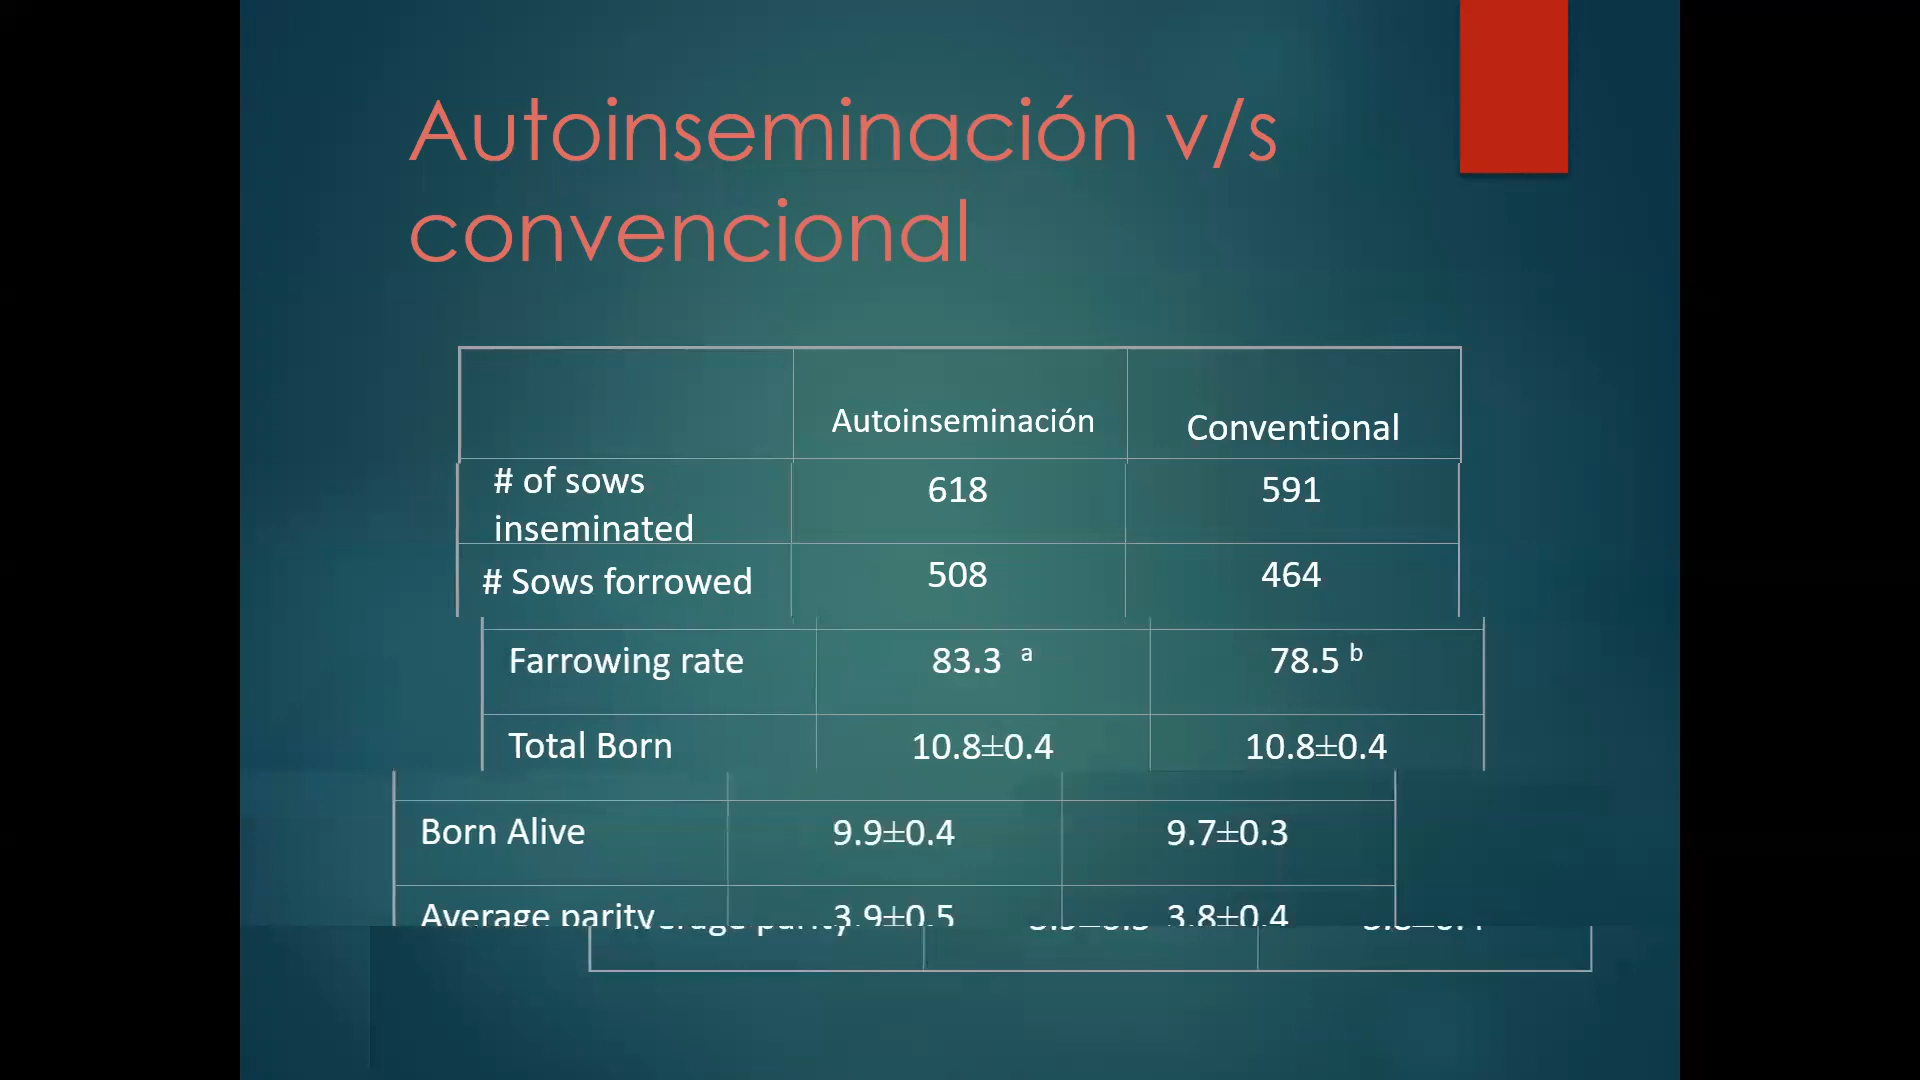 Autoinseminación v/s
convencional
Autoinseminación Conventional
# of sows
inseminated 618 591
# Sows forrowed 508 464
Farrowing rate 83.3 a 78.5 b
Total Born 10.8±0.4 10.8±0.4
Born Alive 9.9±0.4 9.7±0.3
Average parity 3.9±0.5 3.8±0.4